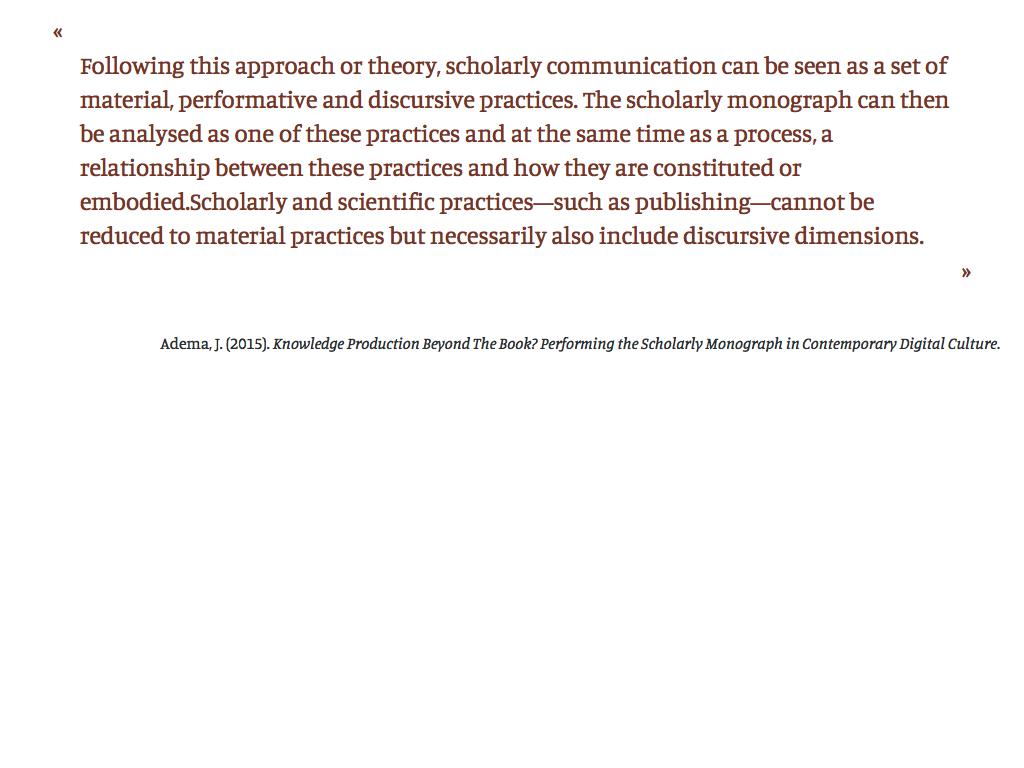 «
Following this approach or theory, scholarly communication can be seen as a set of
material, performative and discursive practices. The scholarly monograph can then
be analysed as one of these practices and at the same time as a process, a
relationship between these practices and how they are constituted or
embodied.Scholarly and scientific practices—such as publishing—cannot be
reduced to material practices but necessarily also include discursive dimensions.
»
Adema, J. (2015). Knowledge Production Beyond The Book? Performing the Scholarly Monograph in Contemporary Digital Culture.